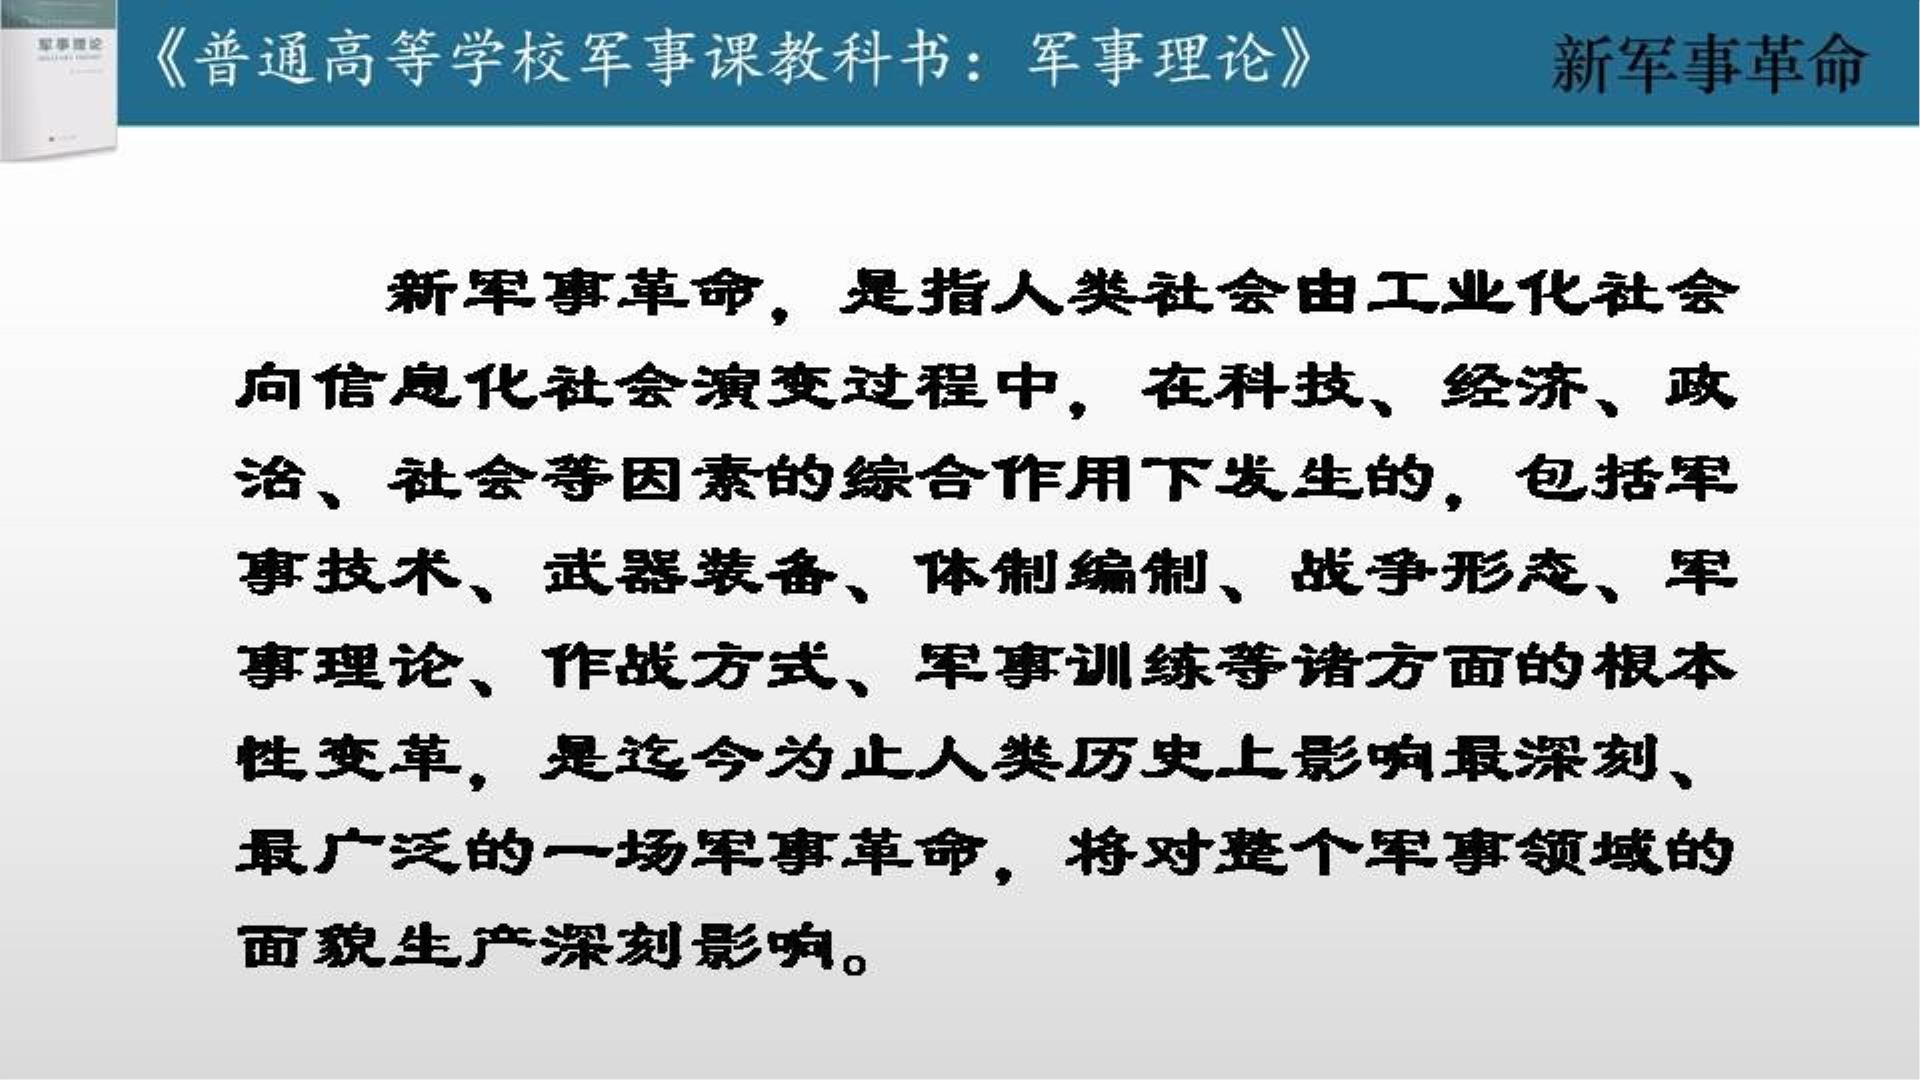 军事理论
《普通高等学校军事课教科书：军事理论》
新军事革命
新军事革命，是指人类社会由工业化社会
向信息化社会演变过程中，在科技、经济、政
治、社会等因素的综合作用下发生的，包括军
事技术、武器装备、体制编制、战争形态、军
事理论、作战方式、军事训练等诸方面的根本
性变革，是迄今为止人类历史上影响最深刻、
最广泛的一场军事革命，将对整个军事领域的
面貌生产深刻影响。